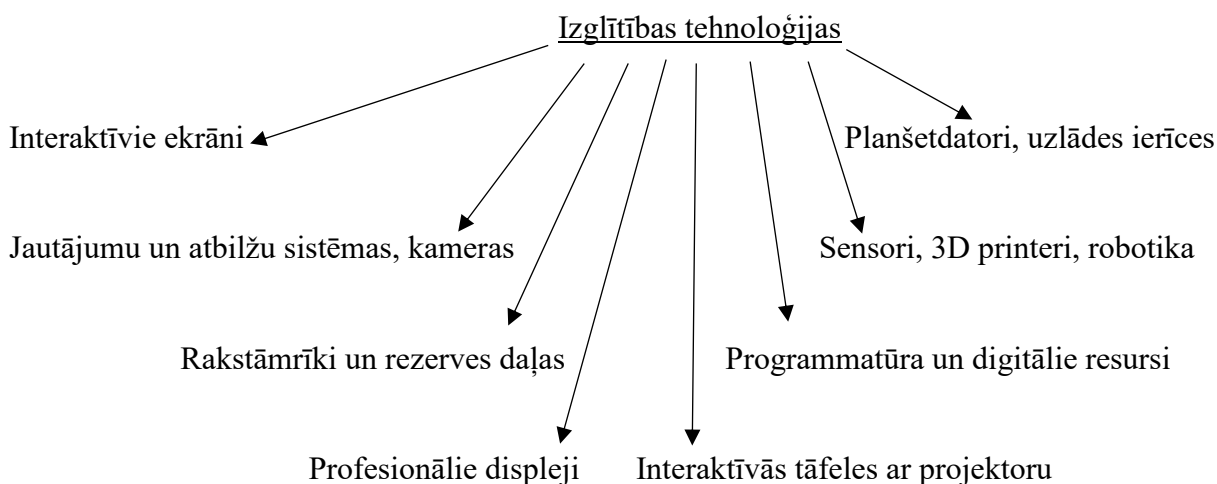 Izglītības tehnoloģijas
Interaktīvie ekrāni
Planšetdatori, uzlādes ierīces
Jautājumu un atbilžu sistēmas, kameras
Sensori, 3D printeri, robotika
Rakstāmrīki un rezerves daļas
Programmatūra un digitālie resursi
Profesionālie displeji
Interaktīvās tāfeles ar projektoru